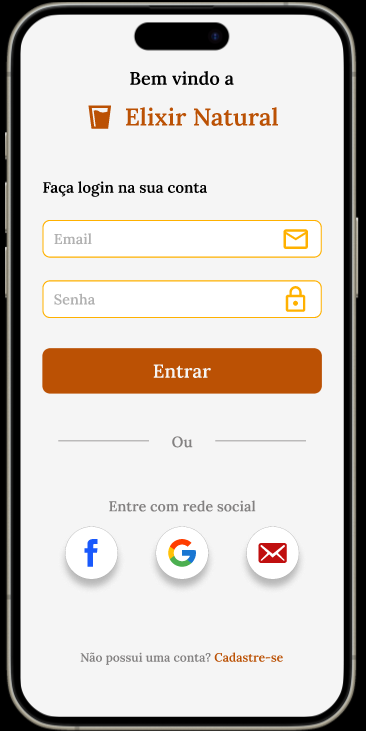 Bem vindo a
Elixir Natural
Faça login na sua conta
Email
Senha
Entrar
Ou
Entre com rede social
Não possui uma conta? Cadastre-se